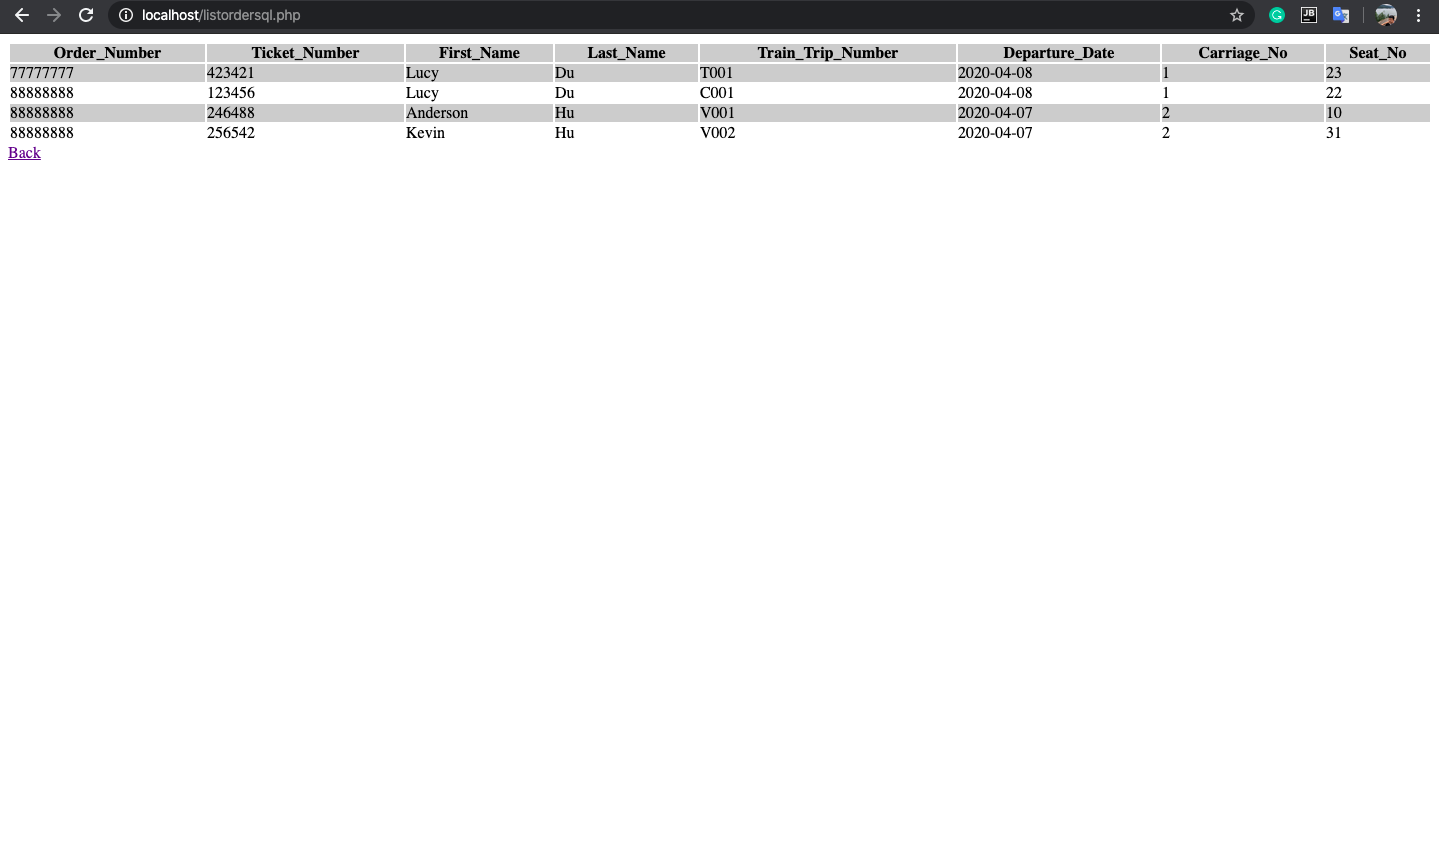 localhost/listordersql.php
JB
G
Order_Number Ticket_Number First_Name Last_Name Train_Trip_Number Departure_Date Carriage_No Seat_No
77777777 423421 Lucy Du T001 2020-04-08 1 23
88888888 123456 Lucy Du C001 2020-04-08 1 22
88888888 246488 Anderson Hu V001 2020-04-07 2 10
88888888 256542 Kevin Hu V002 2020-04-07 2 31
Back